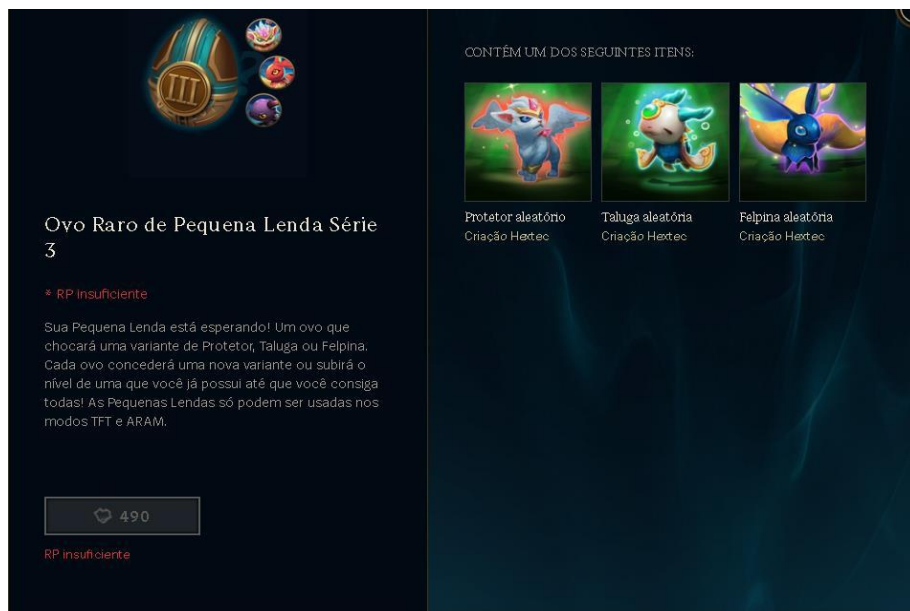 III
Ovo Raro de Pequena Lenda Série
3
* RP insuficiente
Sua Pequena Lenda está esperando! Um ovo que
chocará uma variante de Protetor, Taluga ou Felpina.
Cada ovo concederá uma nova variante ou subirá o
nível de uma que você já possui até que você consiga
todas! As Pequenas Lendas só podem ser usadas nos
modos TFT e ARAM.
490
RP insuficiente
CONTÉM UM DOS SEGUINTES ITENS:
Protetor aleatório
Criação Hextec
Taluga aleatória
Criação Hextec
Felpina aleatória
Criação Hextec